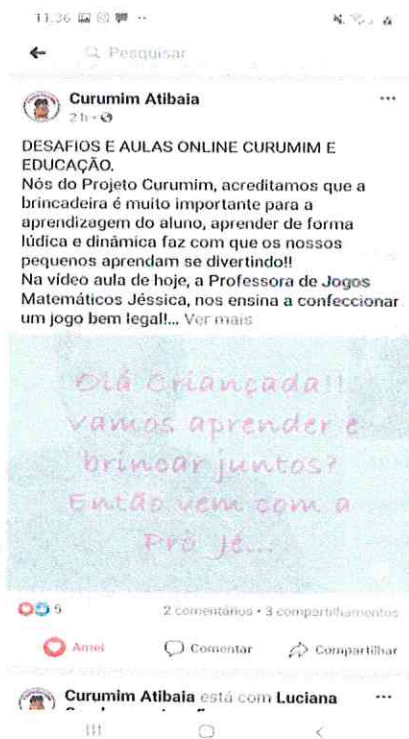 11:36
Pesquisar
Curumim Atibaia
2 h
DESAFIOS E AULAS ONLINE CURUMIM E
EDUCAÇÃO.
Nós do Projeto Curumim, acreditamos que a
brincadeira é muito importante para a
aprendizagem do aluno, aprender de forma
lúdica e dinâmica faz com que os nossos
pequenos aprendam se divertindo!!
Na vídeo aula de hoje, a Professora de Jogos
Matemáticos Jéssica, nos ensina a confeccionar
um jogo bem legal!... Ver mais
Olá Criançada!!
vamos aprender e
brincar juntos?
Então vem com a
Pro Jé...
2 comentários • 3 compartilhamentos
Amei
Comentar
Compartilhar
Curumim Atibaia está com Luciana